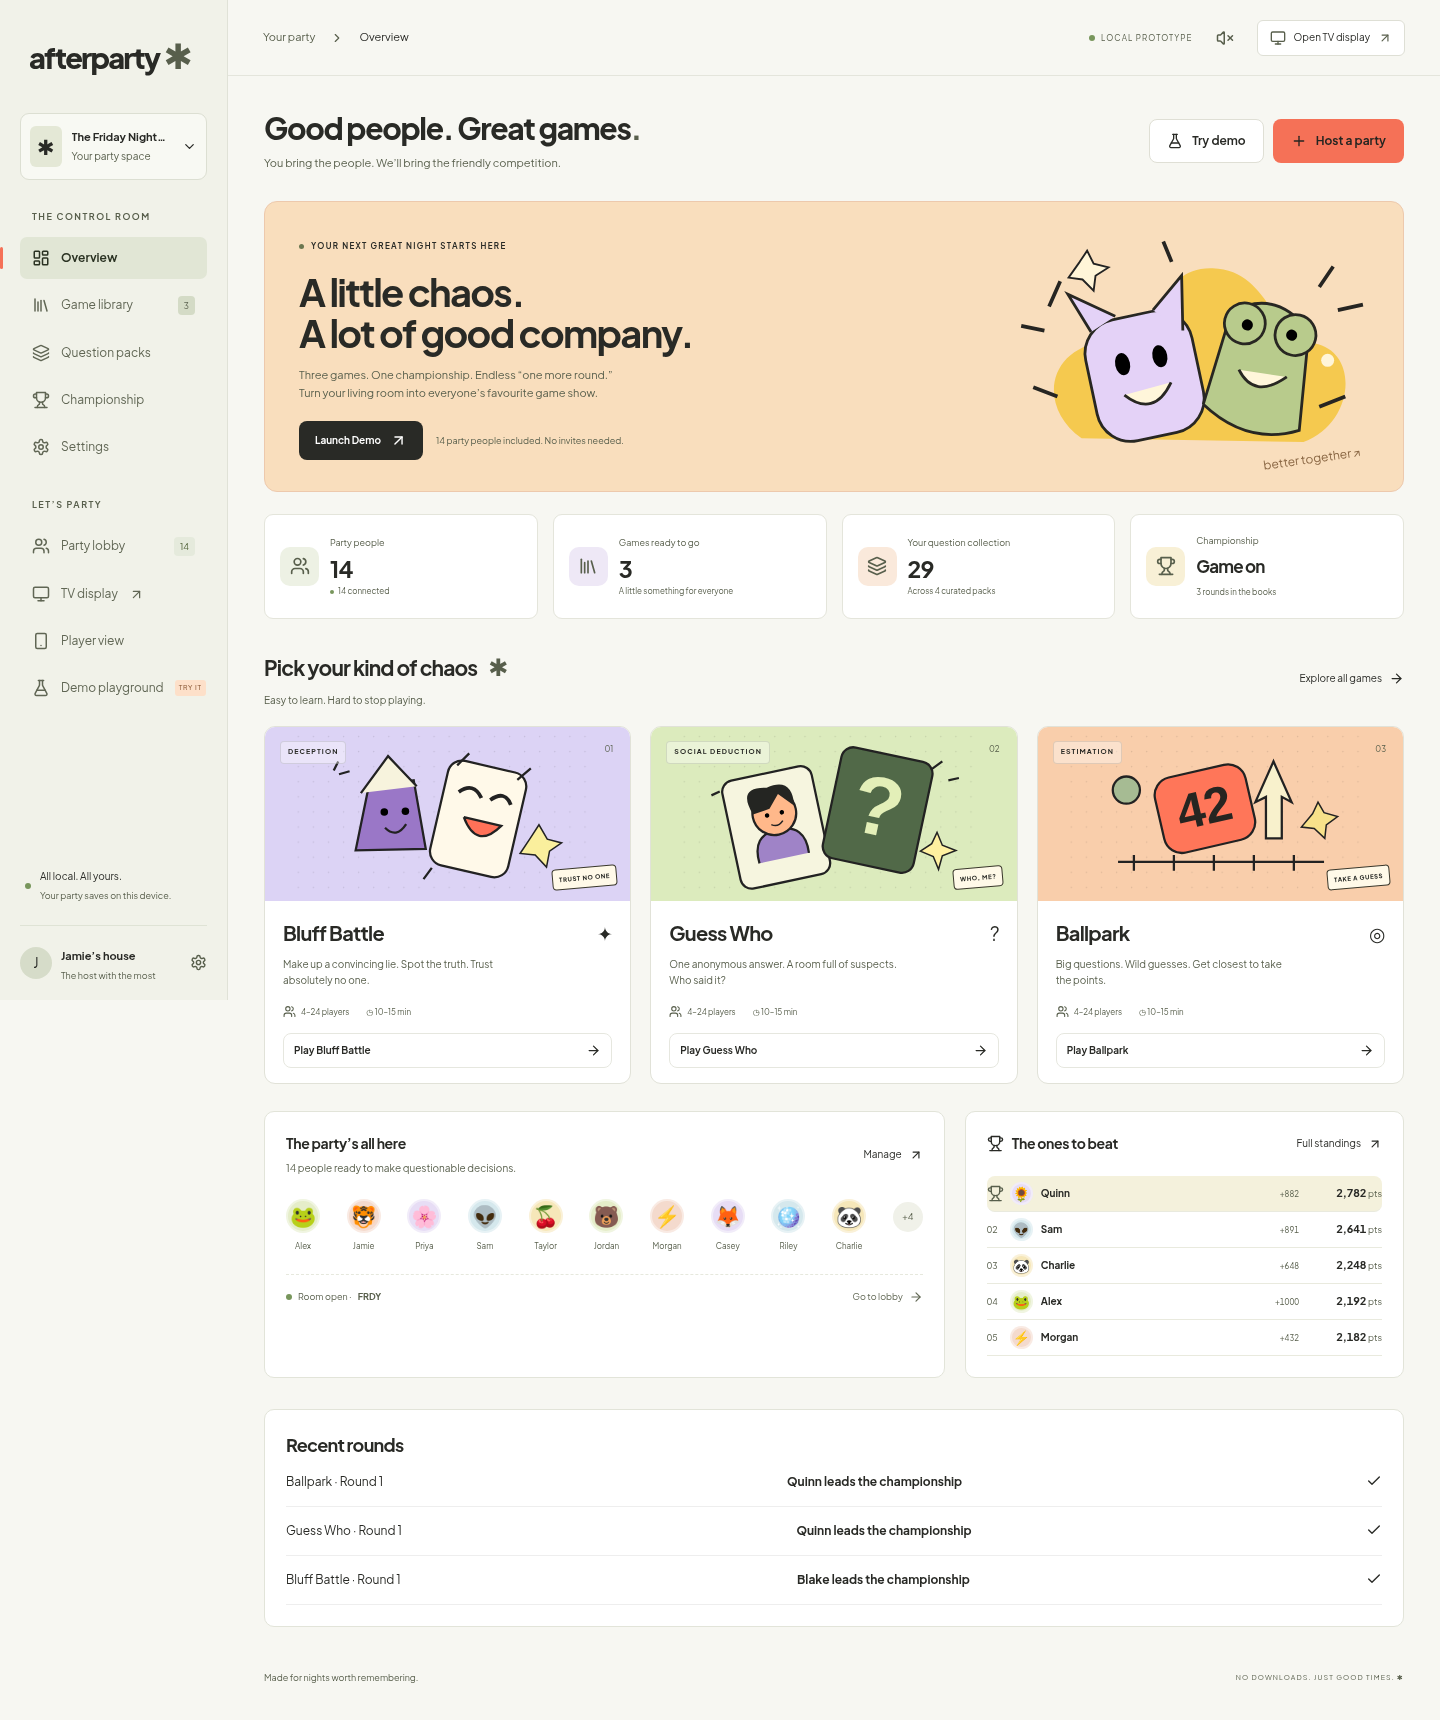 afterparty ✱
The Friday Night...
Your party space
THE CONTROL ROOM
Overview
Game library 3
Question packs
Championship
Settings
LET'S PARTY
Party lobby 14
TV display
Player view
Demo playground TRY IT
All local. All yours.
Your party saves on this device.
J
Jamie's house
The host with the most
Your party > Overview
LOCAL PROTOTYPE
Open TV display
Good people. Great games.
You bring the people. We'll bring the friendly competition.
Try demo
Host a party
YOUR NEXT GREAT NIGHT STARTS HERE
A little chaos.
A lot of good company.
Three games. One championship. Endless “one more round.”
Turn your living room into everyone's favourite game show.
Launch Demo
14 party people included. No invites needed.
better together ↗
Party people
14
14 connected
Games ready to go
3
A little something for everyone
Your question collection
29
Across 4 curated packs
Championship
Game on
3 rounds in the books
Pick your kind of chaos ✱
Easy to learn. Hard to stop playing.
Explore all games
DECEPTION
01
TRUST NO ONE
Bluff Battle
Make up a convincing lie. Spot the truth. Trust
absolutely no one.
4–24 players 10–15 min
Play Bluff Battle
SOCIAL DEDUCTION
02
?
WHO, ME?
Guess Who
?
One anonymous answer. A room full of suspects.
Who said it?
4–24 players 10–15 min
Play Guess Who
ESTIMATION
03
42
TAKE A GUESS
Ballpark
Big questions. Wild guesses. Get closest to take
the points.
4–24 players 10–15 min
Play Ballpark
The party's all here
14 people ready to make questionable decisions.
Manage
Alex
Jamie
Priya
Sam
Taylor
Jordan
Morgan
Casey
Riley
Charlie
+4
Room open · FRDY
Go to lobby
The ones to beat
Full standings
Quinn +882 2,782 pts
02 Sam +891 2,641 pts
03 Charlie +648 2,248 pts
04 Alex +1000 2,192 pts
05 Morgan +432 2,182 pts
Recent rounds
Ballpark · Round 1 Quinn leads the championship
Guess Who · Round 1 Quinn leads the championship
Bluff Battle · Round 1 Blake leads the championship
Made for nights worth remembering.
NO DOWNLOADS. JUST GOOD TIMES. ✱